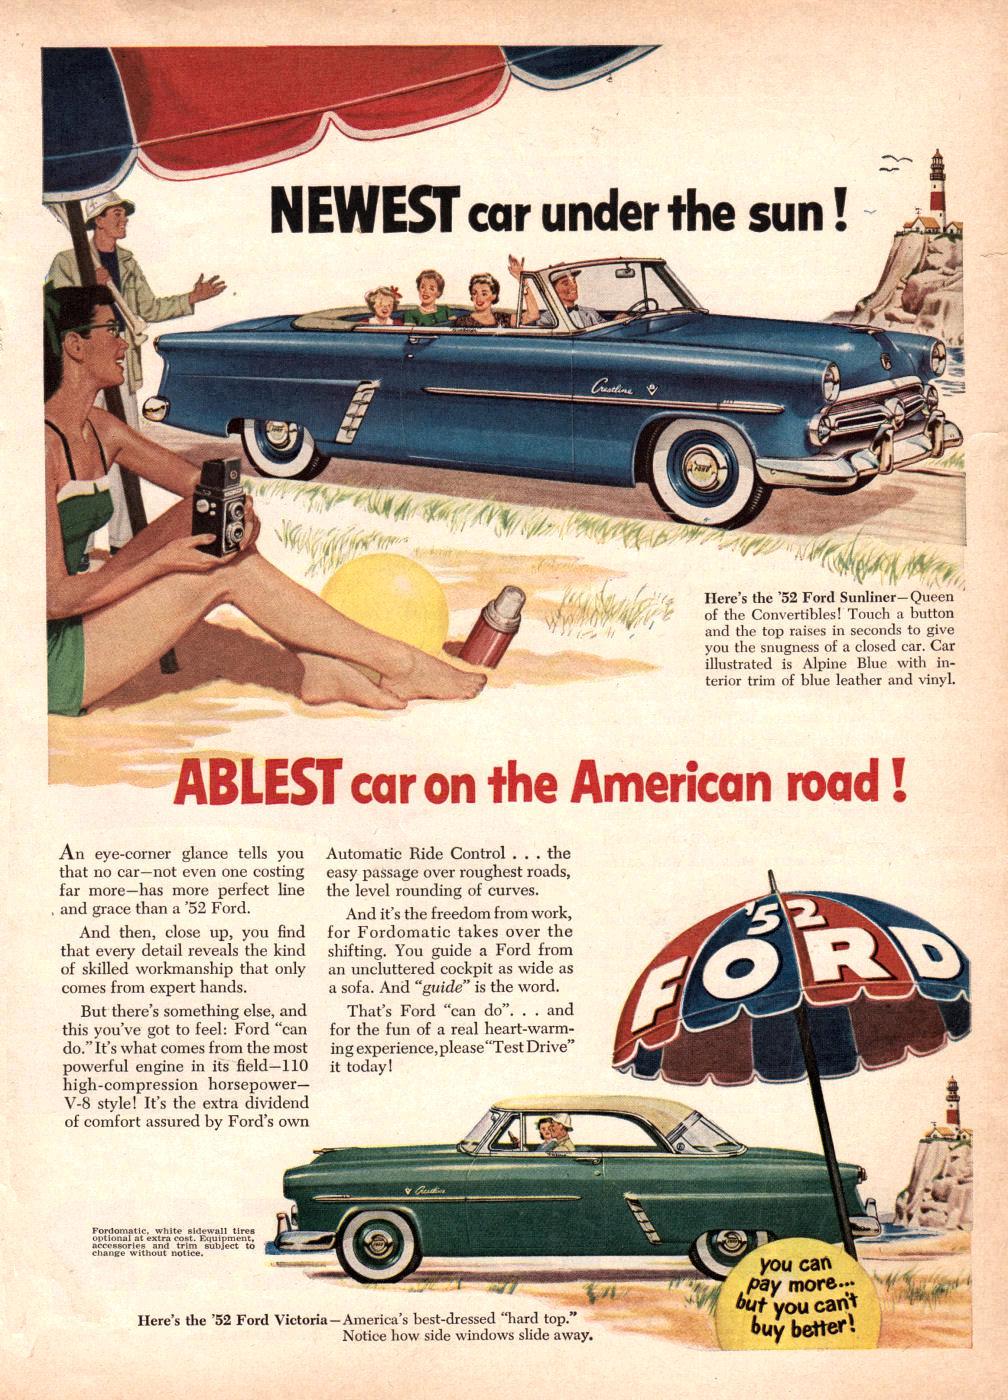 NEWEST car under the sun!
Crestline
Here's the '52 Ford Sunliner—Queen
of the Convertibles! Touch a button
and the top raises in seconds to give
you the snugness of a closed car. Car
illustrated is Alpine Blue with in-
terior trim of blue leather and vinyl.
ABLEST car on the American road!
An eye-corner glance tells you
that no car—not even one costing
far more—has more perfect line
and grace than a '52 Ford.
And then, close up, you find
that every detail reveals the kind
of skilled workmanship that only
comes from expert hands.
But there's something else, and
this you've got to feel: Ford "can
do." It's what comes from the most
powerful engine in its field—110
high-compression horsepower—
V-8 style! It's the extra dividend
of comfort assured by Ford's own
Automatic Ride Control . . . the
easy passage over roughest roads,
the level rounding of curves.
And it's the freedom from work,
for Fordomatic takes over the
shifting. You guide a Ford from
an uncluttered cockpit as wide as
a sofa. And "guide" is the word.
That's Ford "can do". . . and
for the fun of a real heart-warm-
ing experience, please "Test Drive"
it today!
'52
FORD
Crestline
Fordomatic, white sidewall tires
optional at extra cost. Equipment,
accessories and trim subject to
change without notice.
you can
pay more...
but you can't
buy better!
Here's the '52 Ford Victoria—America's best-dressed "hard top."
Notice how side windows slide away.